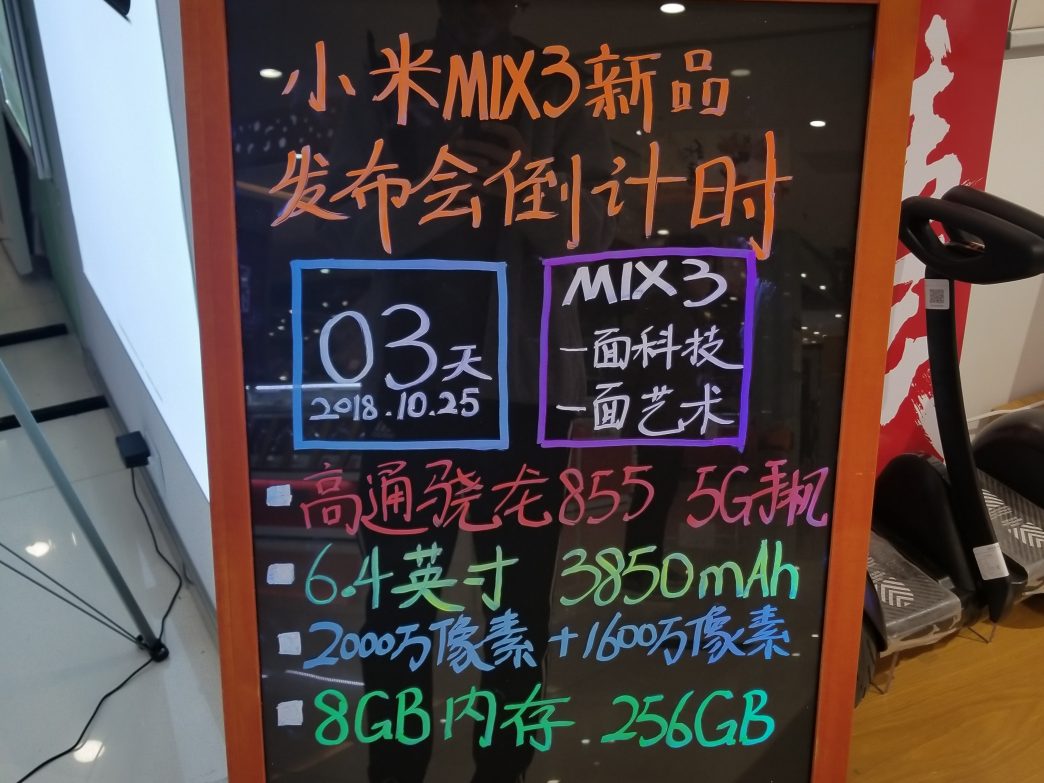 小米MIX3新品
发布会倒计时
03天
2018.10.25
MIX3
一面科技
一面艺术
高通骁龙855 5G手机
6.4英寸 3850mAh
2000万像素+1600万像素
8GB内存 256GB